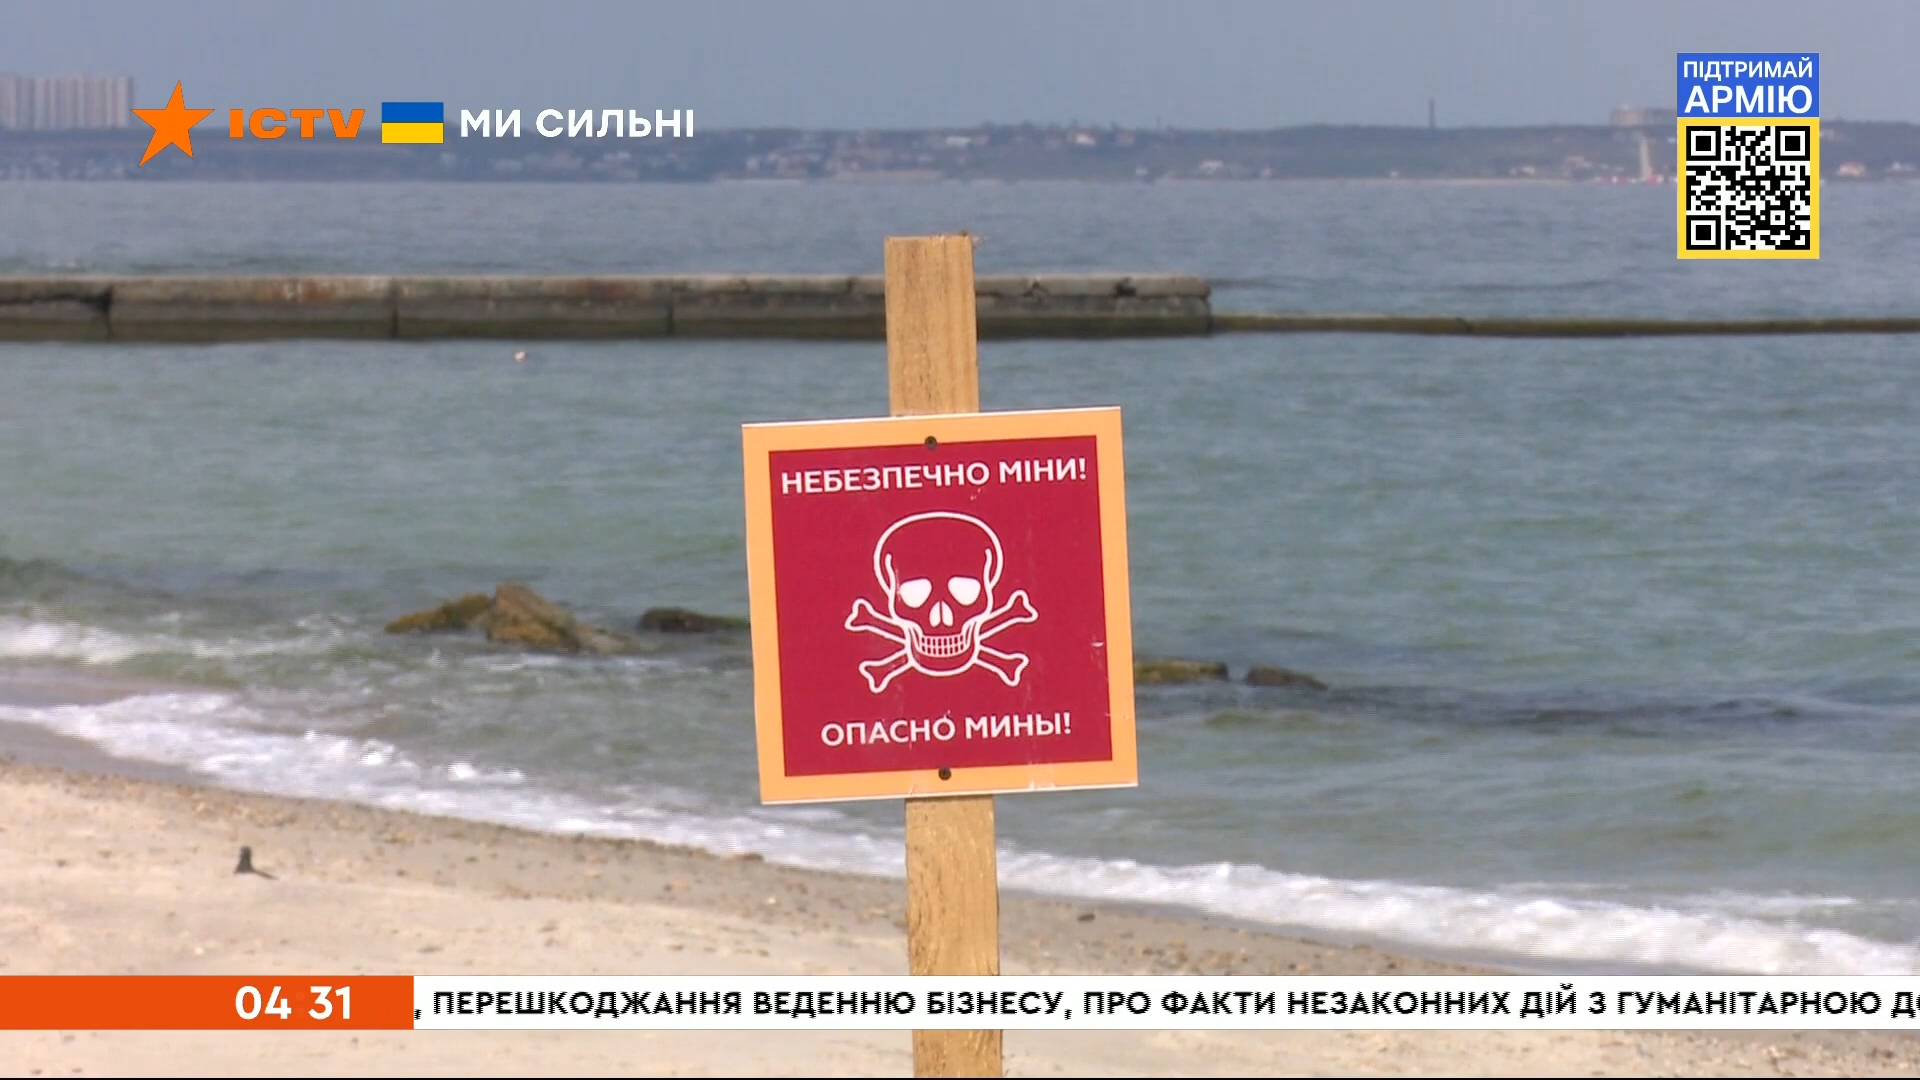 ICTV МИ СИЛЬНІ
ПІДТРИМАЙ
АРМІЮ
НЕБЕЗПЕЧНО МІНИ!
ОПАСНО МИНЫ!
04 31
, ПЕРЕШКОДЖАННЯ ВЕДЕННЮ БІЗНЕСУ, ПРО ФАКТИ НЕЗАКОННИХ ДІЙ З ГУМАНІТАРНОЮ